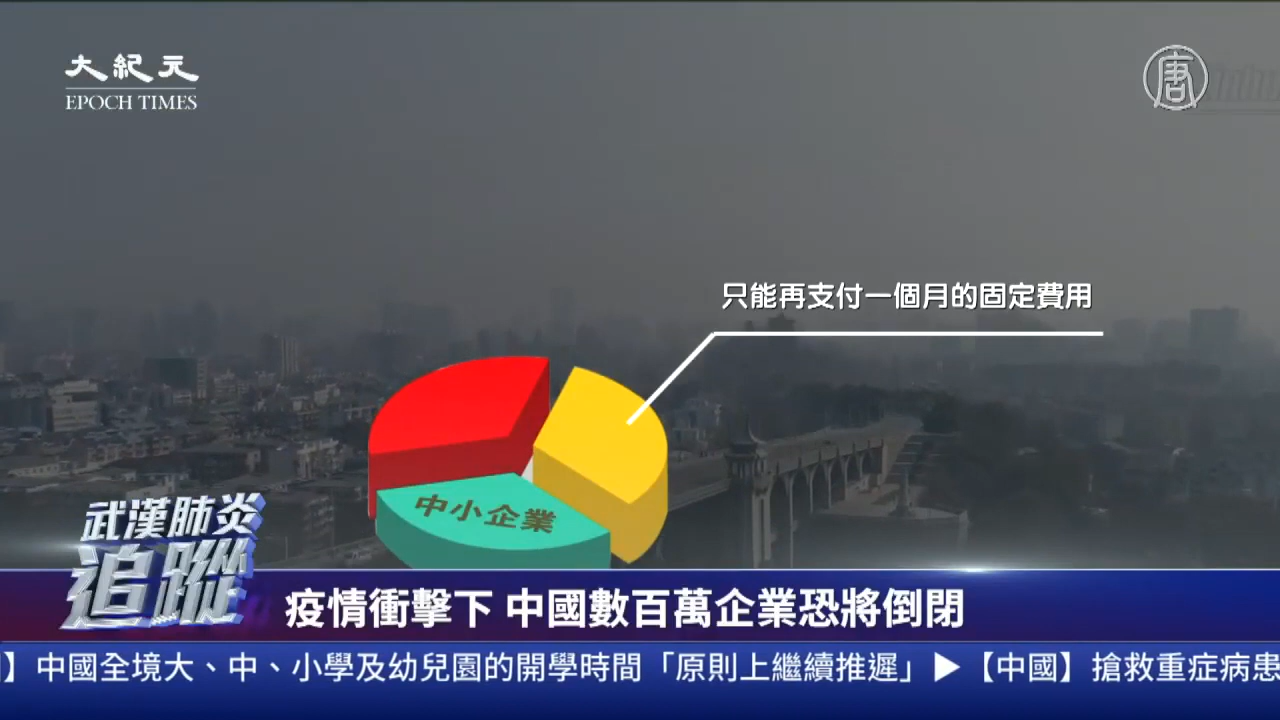 大紀元
EPOCH TIMES
唐
只能再支付一個月的固定費用
中小企業
武漢肺炎
追蹤
疫情衝擊下 中國數百萬企業恐將倒閉
】中國全境大、中、小學及幼兒園的開學時間「原則上繼續推遲」▶【中國】搶救重症病患